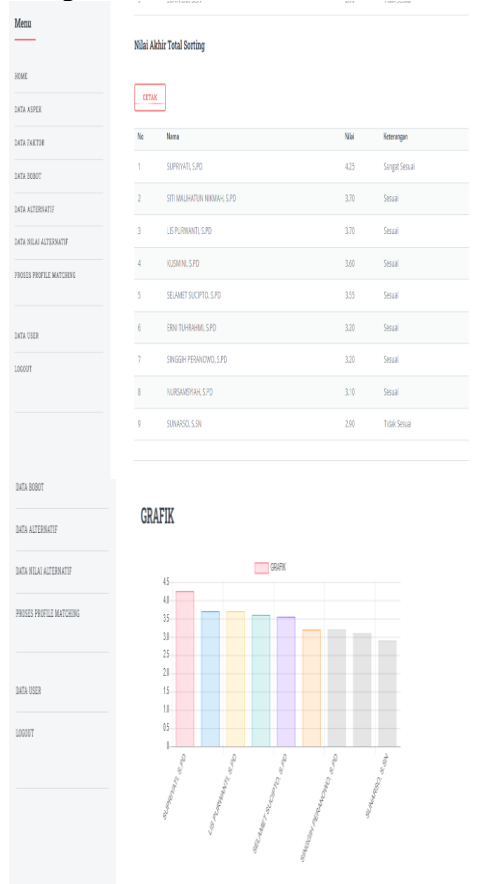 Menu
HOME
DATA ASPEK
DATA FAKTOR
DATA BOBOT
DATA ALTERNATIF
DATA NILAI ALTERNATIF
PROSES PROFILE MATCHING
DATA USER
LOGOUT
Nilai Akhir Total Sorting
CETAK
No Nama Nilai Keterangan
1 SUPRIYATI, S.PD 4.25 Sangat Sesuai
2 SITI MALIHATUN NIKMAH, S.PD 3.70 Sesuai
3 LIS PURWANTI, S.PD 3.70 Sesuai
4 KUSMINI, S.PD 3.60 Sesuai
5 SELAMET SUCIPTO, S.PD 3.55 Sesuai
6 ERNI TUHRAHMI, S.PD 3.20 Sesuai
7 SINGGIH PERANOWO, S.PD 3.20 Sesuai
8 NURSAMSIYAH, S.PD 3.10 Sesuai
9 SUNARSO, S.SN 2.90 Tidak Sesuai
DATA BOBOT
DATA ALTERNATIF
DATA NILAI ALTERNATIF
PROSES PROFILE MATCHING
DATA USER
LOGOUT
GRAFIK
GRAFIK
4.5
4.0
3.5
3.0
2.5
2.0
1.5
1.0
0.5
0
SUPRIYATI, S.PD
LIS PURWANTI, S.PD
SELAMET SUCIPTO, S.PD
SINGGIH PERANOWO, S.PD
SUNARSO, S.SN